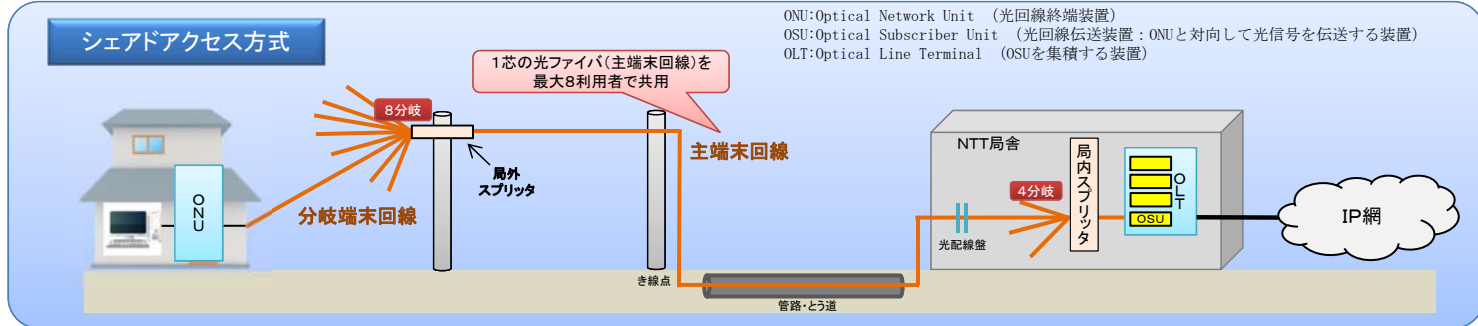 シェアドアクセス方式
ONU:Optical Network Unit （光回線終端装置）
OSU:Optical Subscriber Unit （光回線伝送装置：ONUと対向して光信号を伝送する装置）
OLT:Optical Line Terminal （OSUを集積する装置）
1芯の光ファイバ（主端末回線）を
最大8利用者で共用
8分岐
主端末回線
局外
スプリッタ
ONU
分岐端末回線
き線点
管路・とう道
NTT局舎
光配線盤
4分岐
局内スプリッタ
OLT
OSU
IP網